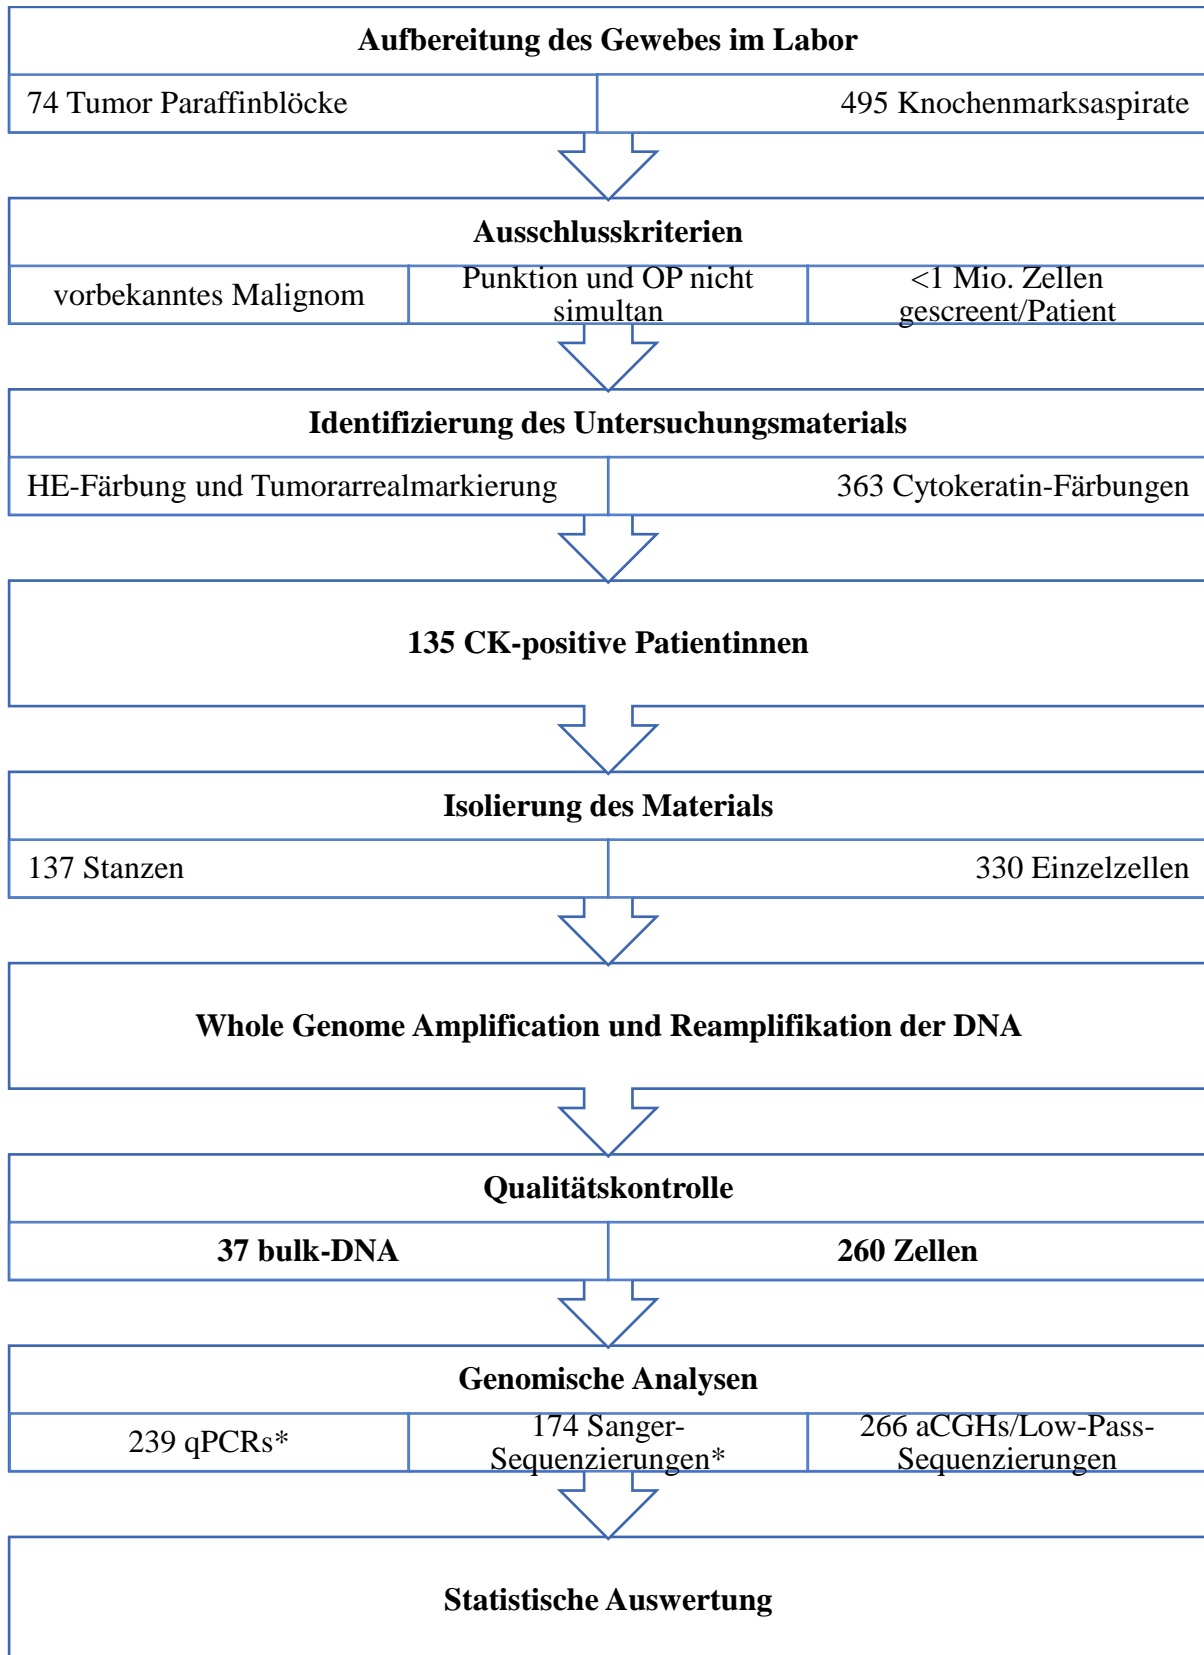 Aufbereitung des Gewebes im Labor
74 Tumor Paraffinblöcke
495 Knochenmarksaspirate
Ausschlusskriterien
vorbekanntes Malignom
Punktion und OP nicht
simultan
<1 Mio. Zellen
gescreent/Patient
Identifizierung des Untersuchungsmaterials
HE-Färbung und Tumorarrealmarkierung
363 Cytokeratin-Färbungen
135 CK-positive Patientinnen
Isolierung des Materials
137 Stanzen
330 Einzelzellen
Whole Genome Amplification und Reamplifikation der DNA
Qualitätskontrolle
37 bulk-DNA
260 Zellen
Genomische Analysen
239 qPCRs*
174 Sanger-
Sequenzierungen*
266 aCGHs/Low-Pass-
Sequenzierungen
Statistische Auswertung